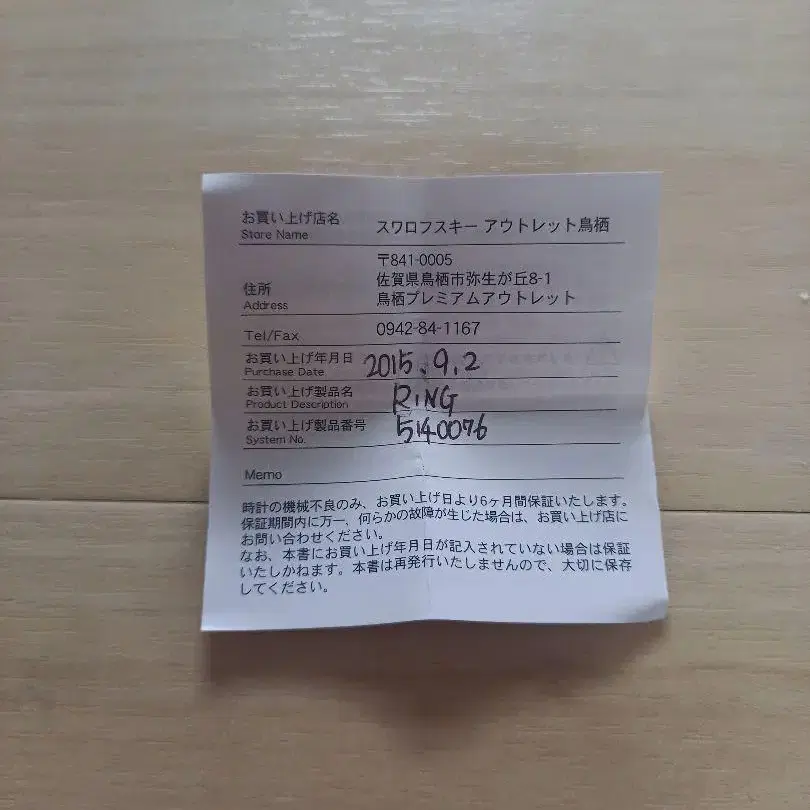 お買い上げ店名 スワロフスキー アウトレット鳥栖
Store Name
〒841-0005
佐賀県鳥栖市弥生が丘8-1
住所 鳥栖プレミアムアウトレット
Address
Tel/Fax 0942-84-1167
お買い上げ年月日 2015.9.2
Purchase Date
お買い上げ製品名 RiNG
Product Description
お買い上げ製品番号 5140076
System No.
Memo
時計の機械不良のみ、お買い上げ日より6ヶ月間保証いたします。
保証期間内に万一、何らかの故障が生じた場合は、お買い上げ店に
お問い合わせください。
なお、本書にお買い上げ年月日が記入されていない場合は保証
いたしかねます。本書は再発行いたしませんので、大切に保存
してください。